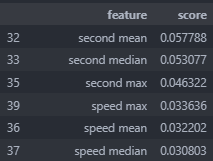 feature score
32 second mean 0.057788
33 second median 0.053077
35 second max 0.046322
39 speed max 0.033636
36 speed mean 0.032202
37 speed median 0.030803